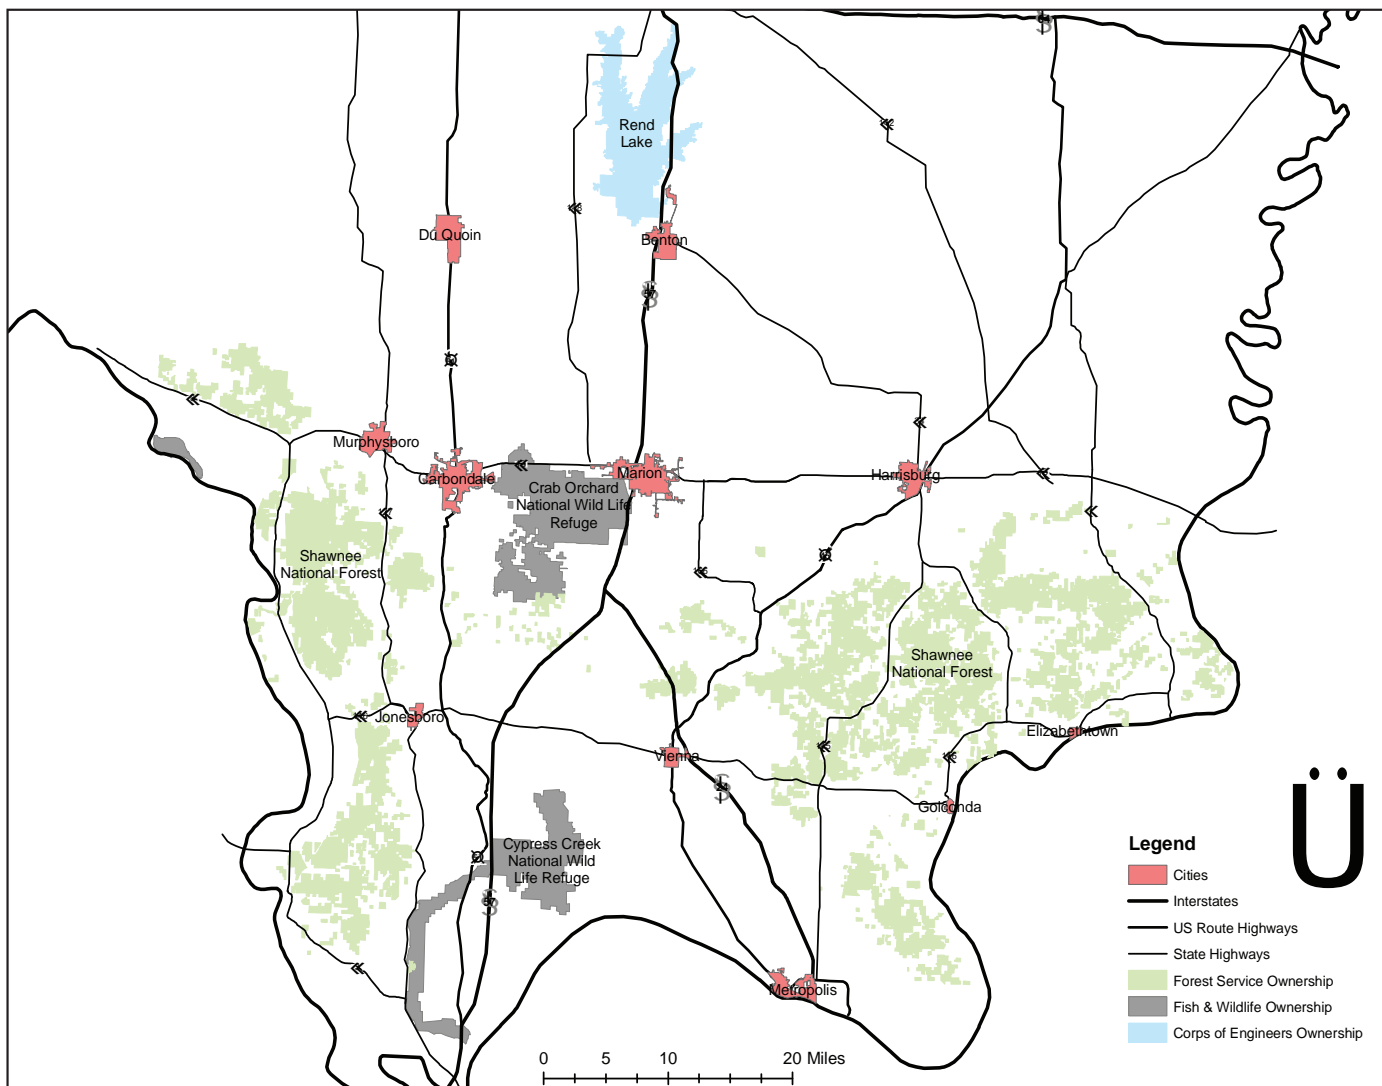 Rend
Lake
Du Quoin
Benton
Murphysboro
Carbondale
Marion
Harrisburg
Crab Orchard
National Wild Life
Refuge
Shawnee
National Forest
Shawnee
National Forest
Jonesboro
Elizabethtown
Vienna
Golconda
Cypress Creek
National Wild
Life Refuge
Metropolis
Legend
Cities
Interstates
US Route Highways
State Highways
Forest Service Ownership
Fish & Wildlife Ownership
Corps of Engineers Ownership
Ü
0 5 10 20 Miles